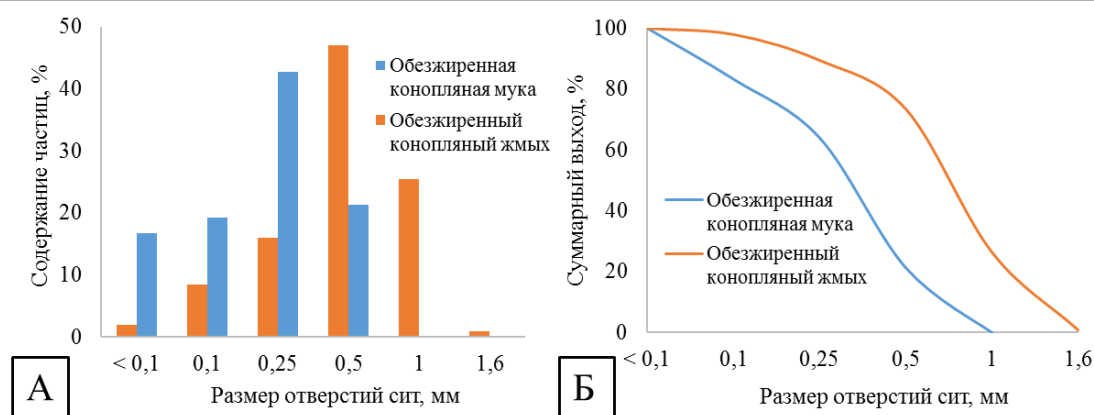 Содержание частиц, %
50
40
30
20
10
0
Обезжиренная
конопляная мука
Обезжиренный
конопляный жмых
< 0,1
0,1
0,25
0,5
1
1,6
Размер отверстий сит, мм
А
Суммарный выход, %
100
80
60
40
20
0
Обезжиренная
конопляная мука
Обезжиренный
конопляный жмых
< 0,1
0,1
0,25
0,5
1
1,6
Размер отверстий сит, мм
Б